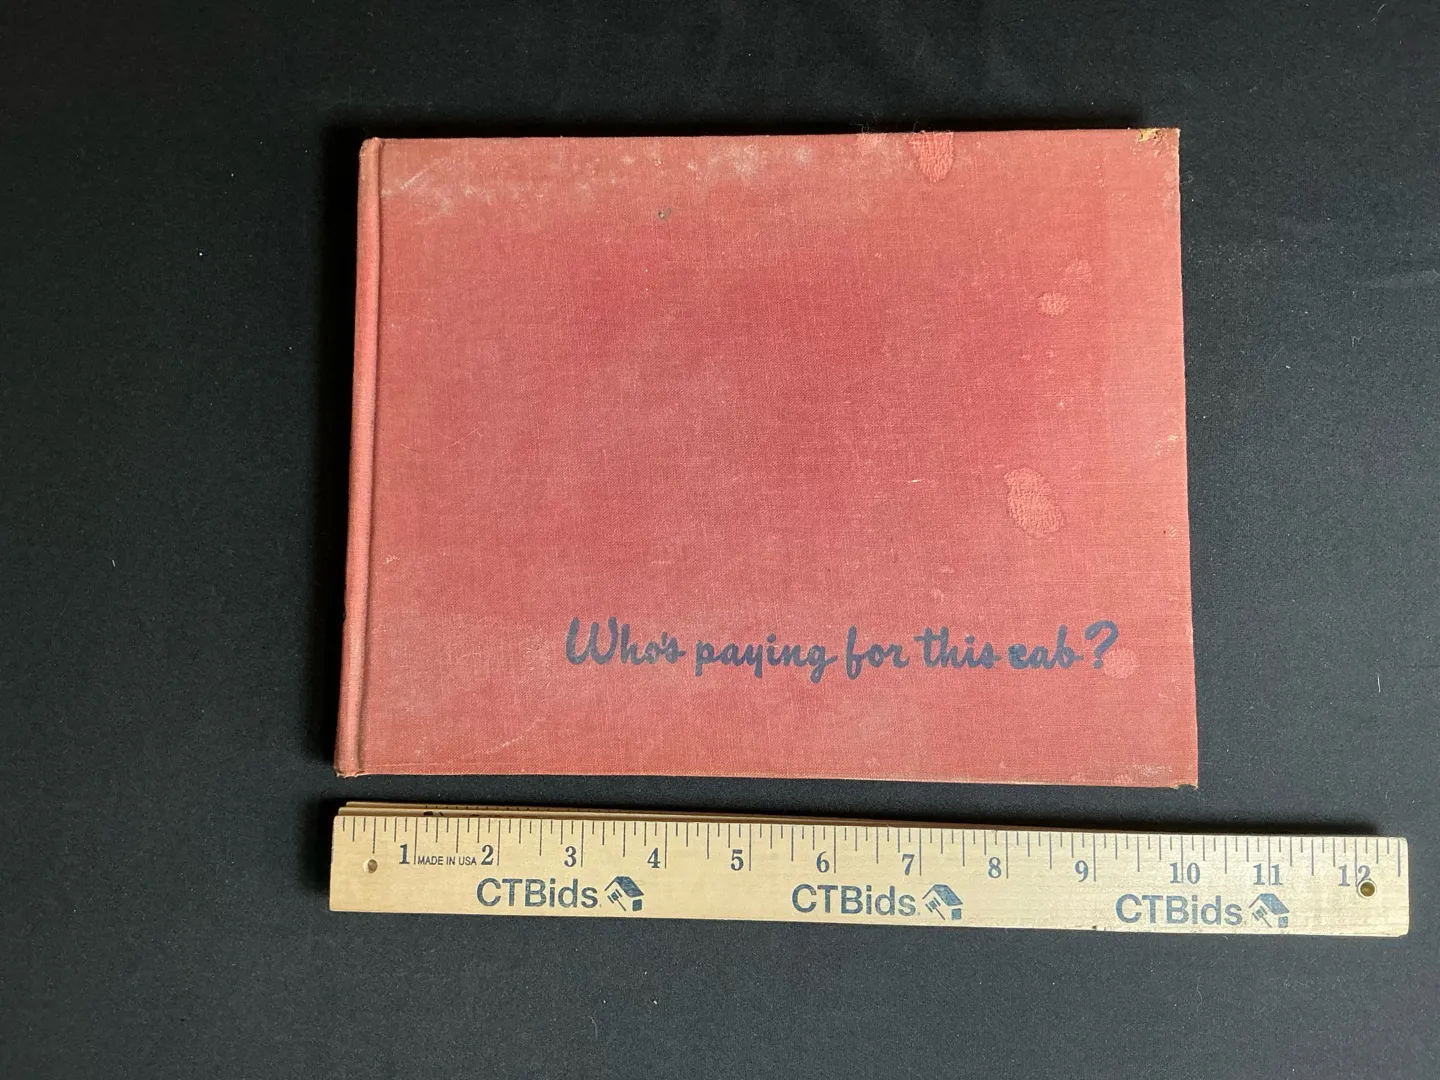 Who's paying for this cab?
1 MADE IN USA 2 3 4 5 6 7 8 9 10 11 12
CTBids CTBids CTBids